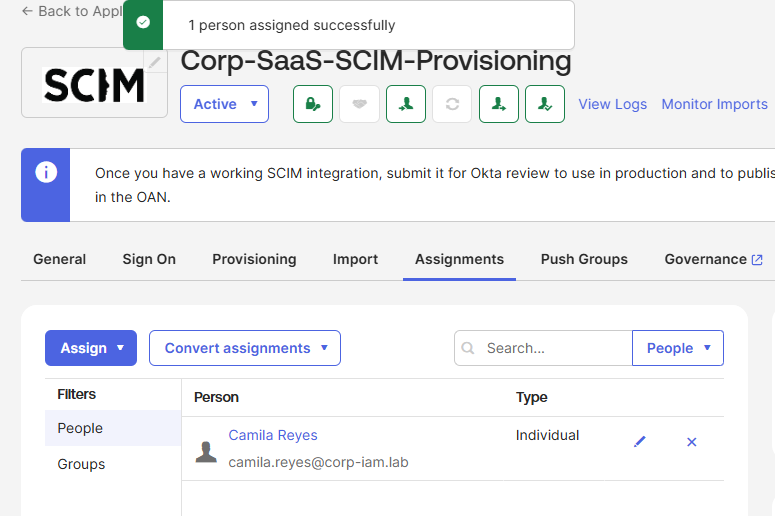 ← Back to Appl
1 person assigned successfully
SCIM
Corp-SaaS-SCIM-Provisioning
Active
View Logs
Monitor Imports
Once you have a working SCIM integration, submit it for Okta review to use in production and to publis
in the OAN.
General
Sign On
Provisioning
Import
Assignments
Push Groups
Governance
Assign
Convert assignments
Search...
People
Filters
Person
Type
People
Camila Reyes
Individual
camila.reyes@corp-iam.lab
Groups